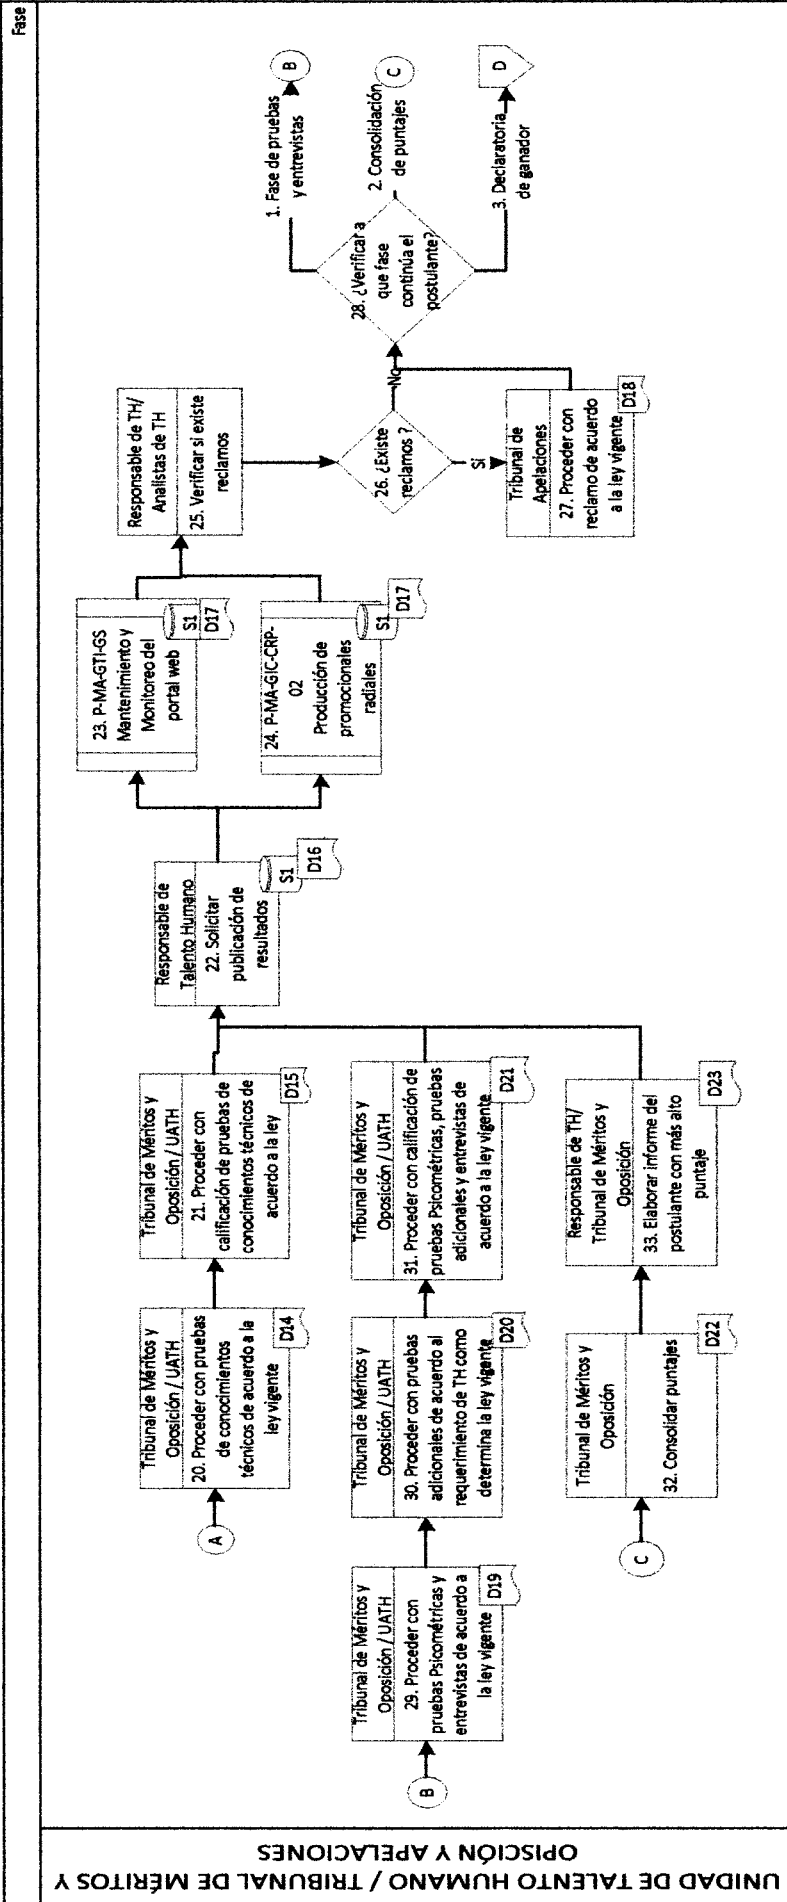 Fase
UNIDAD DE TALENTO HUMANO / TRIBUNAL DE MÉRITOS Y
OPISCIÓN Y APELACIONES
A
Tribunal de Méritos y
Oposición / UATH
20. Proceder con pruebas
de conocimientos
técnicos de acuerdo a la
ley vigente
D14
Tribunal de Méritos y
Oposición / UATH
21. Proceder con
calificación de pruebas de
conocimientos técnicos de
acuerdo a la ley
D15
B
Tribunal de Méritos y
Oposición / UATH
29. Proceder con
pruebas Psicométricas y
entrevistas de acuerdo a
la ley vigente
D19
Tribunal de Méritos y
Oposición / UATH
30. Proceder con pruebas
adicionales de acuerdo al
requerimiento de TH como
determina la ley vigente
D20
Tribunal de Méritos y
Oposición / UATH
31. Proceder con calificación de
pruebas Psicométricas, pruebas
adicionales y entrevistas de
acuerdo a la ley vigente
D21
C
Tribunal de Méritos y
Oposición
32. Consolidar puntajes
D22
Responsable de TH/
Tribunal de Méritos y
Oposición
33. Elaborar informe del
postulante con más alto
puntaje
D23
Responsable de
Talento Humano
22. Solicitar
publicación de
resultados
S1
D16
23. P-MA-GTI-GS
Mantenimiento y
Monitoreo del
portal web
S1
D17
24. P-MA-GIC-CRP-
02
Producción de
promocionales
radiales
S1
D17
Responsable de TH/
Analistas de TH
25. Verificar si existe
reclamos
26. ¿Existe
reclamos ?
No
Si
Tribunal de
Apelaciones
27. Proceder con
reclamo de acuerdo
a la ley vigente
D18
28. ¿Verificar a
que fase
continúa el
postulante?
1. Fase de pruebas
y entrevistas
B
2. Consolidación
de puntajes
C
3. Declaratoria
de ganador
D